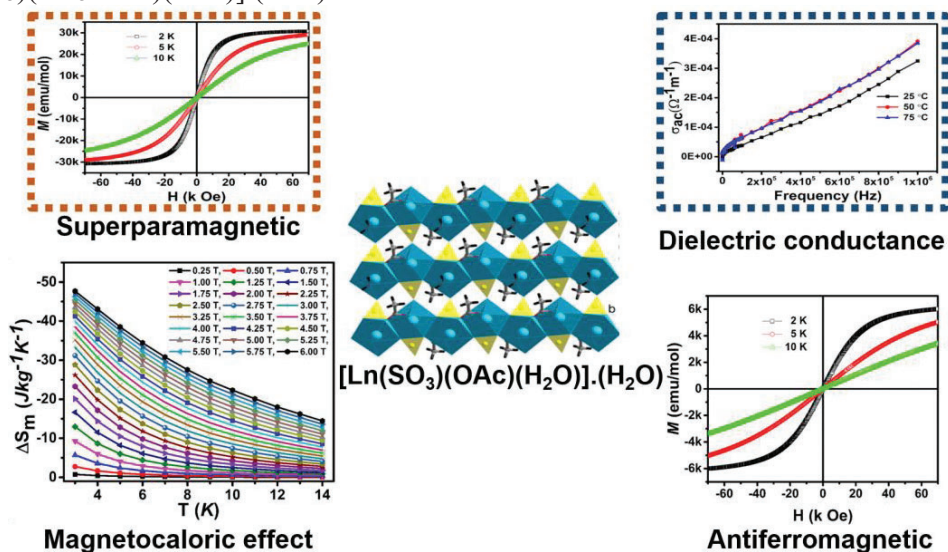 30k
20k
10k
0
-10k
-20k
-30k
M (emu/mol)
2 K
5 K
10 K
-60 -40 -20 0 20 40 60
H (k Oe)
Superparamagnetic
4E-04
3E-04
2E-04
1E-04
0E+00
σac(Ω⁻¹m⁻¹)
25 °C
50 °C
75 °C
0 2x10⁵ 4x10⁵ 6x10⁵ 8x10⁵ 1x10⁶
Frequency (Hz)
Dielectric conductance
-50
-40
-30
-20
-10
0
ΔSm (Jkg⁻¹K⁻¹)
0.25 T, 0.50 T, 0.75 T,
1.00 T, 1.25 T, 1.50 T,
1.75 T, 2.00 T, 2.25 T,
2.50 T, 2.75 T, 3.00 T,
3.25 T, 3.50 T, 3.75 T,
4.00 T, 4.25 T, 4.50 T,
4.75 T, 5.00 T, 5.25 T,
5.50 T, 5.75 T, 6.00 T,
4 6 8 10 12 14
T (K)
Magnetocaloric effect
b
[Ln(SO₃)(OAc)(H₂O)].(H₂O)
6k
4k
2k
0
-2k
-4k
-6k
M (emu/mol)
2 K
5 K
10 K
-60 -40 -20 0 20 40 60
H (k Oe)
Antiferromagnetic